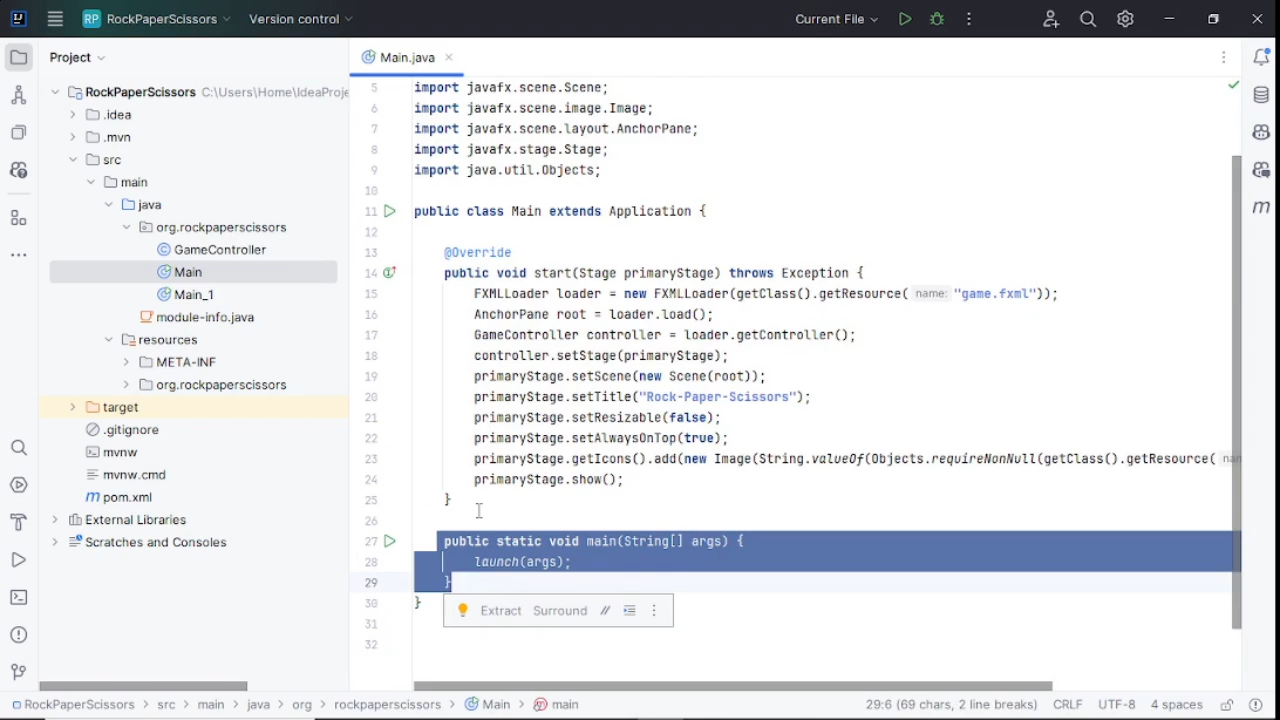 RP RockPaperScissors Version control Current File
Project
Main.java
RockPaperScissors C:\Users\Home\IdeaProje
.idea
.mvn
src
main
java
org.rockpaperscissors
GameController
Main
Main_1
module-info.java
resources
META-INF
org.rockpaperscissors
target
.gitignore
mvnw
mvnw.cmd
pom.xml
External Libraries
Scratches and Consoles
5 import javafx.scene.Scene;
6 import javafx.scene.image.Image;
7 import javafx.scene.layout.AnchorPane;
8 import javafx.stage.Stage;
9 import java.util.Objects;
10
11 public class Main extends Application {
12
13 @Override
14 public void start(Stage primaryStage) throws Exception {
15 FXMLLoader loader = new FXMLLoader(getClass().getResource( name: "game.fxml"));
16 AnchorPane root = loader.load();
17 GameController controller = loader.getController();
18 controller.setStage(primaryStage);
19 primaryStage.setScene(new Scene(root));
20 primaryStage.setTitle("Rock-Paper-Scissors");
21 primaryStage.setResizable(false);
22 primaryStage.setAlwaysOnTop(true);
23 primaryStage.getIcons().add(new Image(String.valueOf(Objects.requireNonNull(getClass().getResource(
24 primaryStage.show();
25 }
26
27 public static void main(String[] args) {
28 launch(args);
29 }
30 }
31
32
Extract Surround //
RockPaperScissors > src > main > java > org > rockpaperscissors > Main > main 29:6 (69 chars, 2 line breaks) CRLF UTF-8 4 spaces